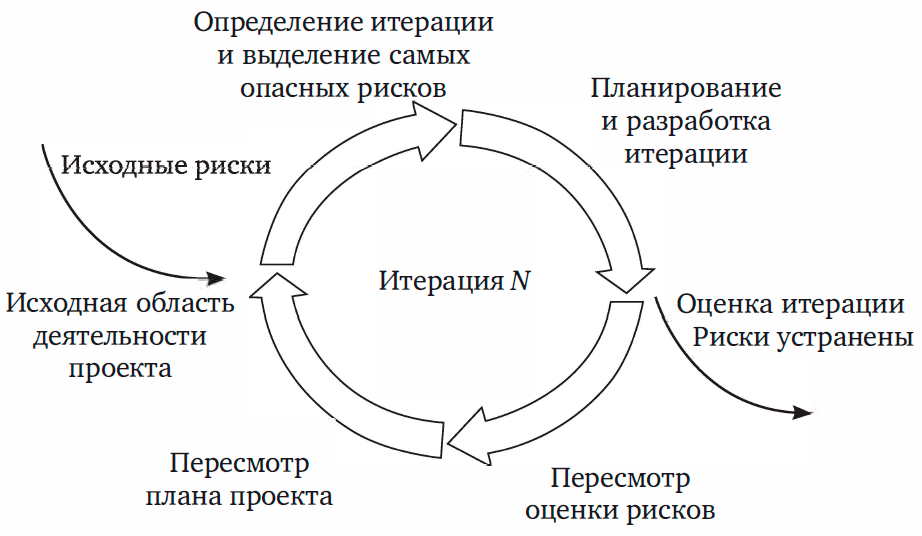 Определение итерации
и выделение самых
опасных рисков
Планирование
и разработка
итерации
Исходные риски
Итерация N
Исходная область
деятельности
проекта
Оценка итерации
Риски устранены
Пересмотр
плана проекта
Пересмотр
оценки рисков